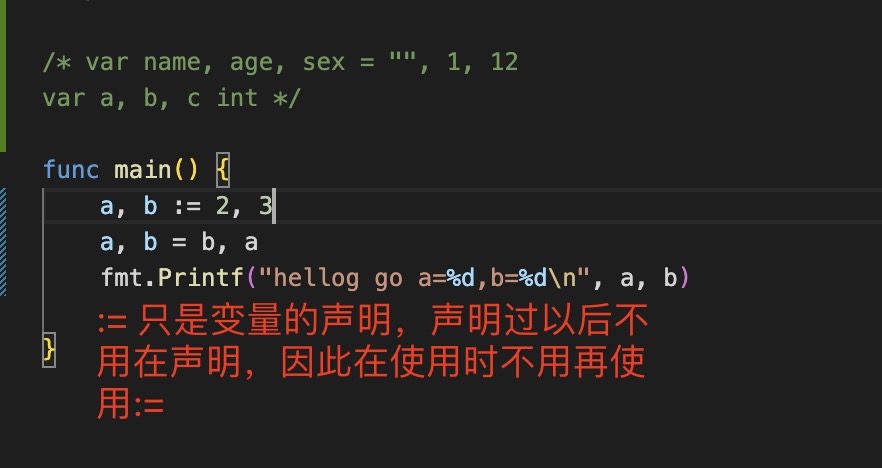 /* var name, age, sex = "", 1, 12
var a, b, c int */
func main() {
a, b := 2, 3
a, b = b, a
fmt.Printf("hellog go a=%d,b=%d\n", a, b)
:= 只是变量的声明，声明过以后不
用在声明，因此在使用时不用再使
用:=
}